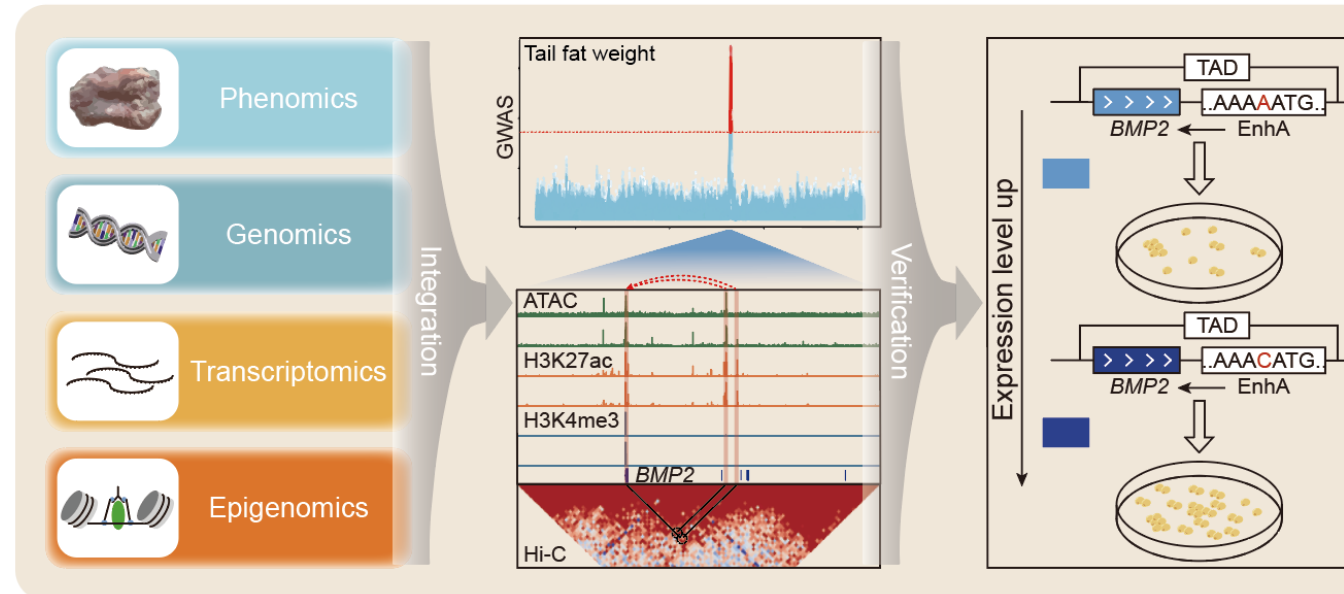 Phenomics
Genomics
Transcriptomics
Epigenomics
Integration
Tail fat weight
GWAS
ATAC
H3K27ac
H3K4me3
BMP2
Hi-C
Verification
Expression level up
TAD
..AAAAATG..
BMP2
EnhA
TAD
..AAACATG..
BMP2
EnhA